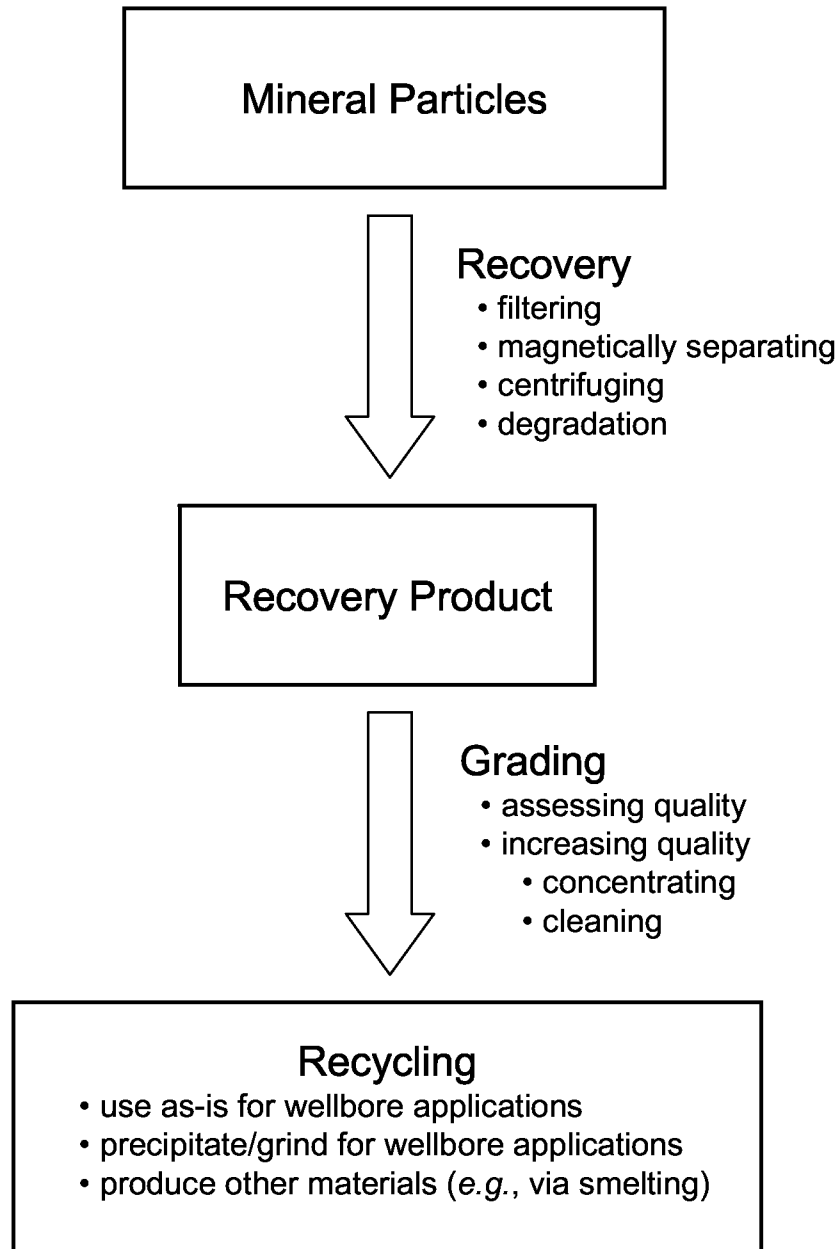 Mineral Particles
Recovery
• filtering
• magnetically separating
• centrifuging
• degradation
Recovery Product
Grading
• assessing quality
• increasing quality
• concentrating
• cleaning
Recycling
• use as-is for wellbore applications
• precipitate/grind for wellbore applications
• produce other materials (e.g., via smelting)